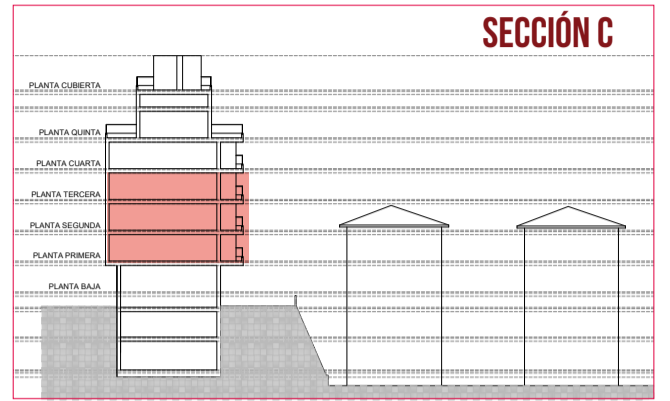 SECCIÓN C
PLANTA CUBIERTA
PLANTA QUINTA
PLANTA CUARTA
PLANTA TERCERA
PLANTA SEGUNDA
PLANTA PRIMERA
PLANTA BAJA